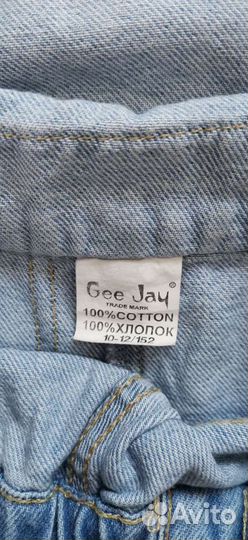 Gee Jay®
TRADE MARK
100%COTTON
100%ХЛОПОК
10-12/152
Avito